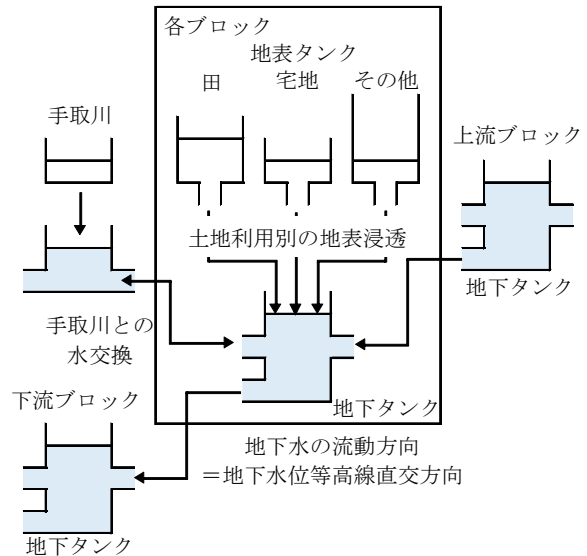 各ブロック
地表タンク
田
宅地
その他
手取川
上流ブロック
土地利用別の地表浸透
地下タンク
手取川との
水交換
地下タンク
下流ブロック
地下水の流動方向
＝地下水位等高線直交方向
地下タンク